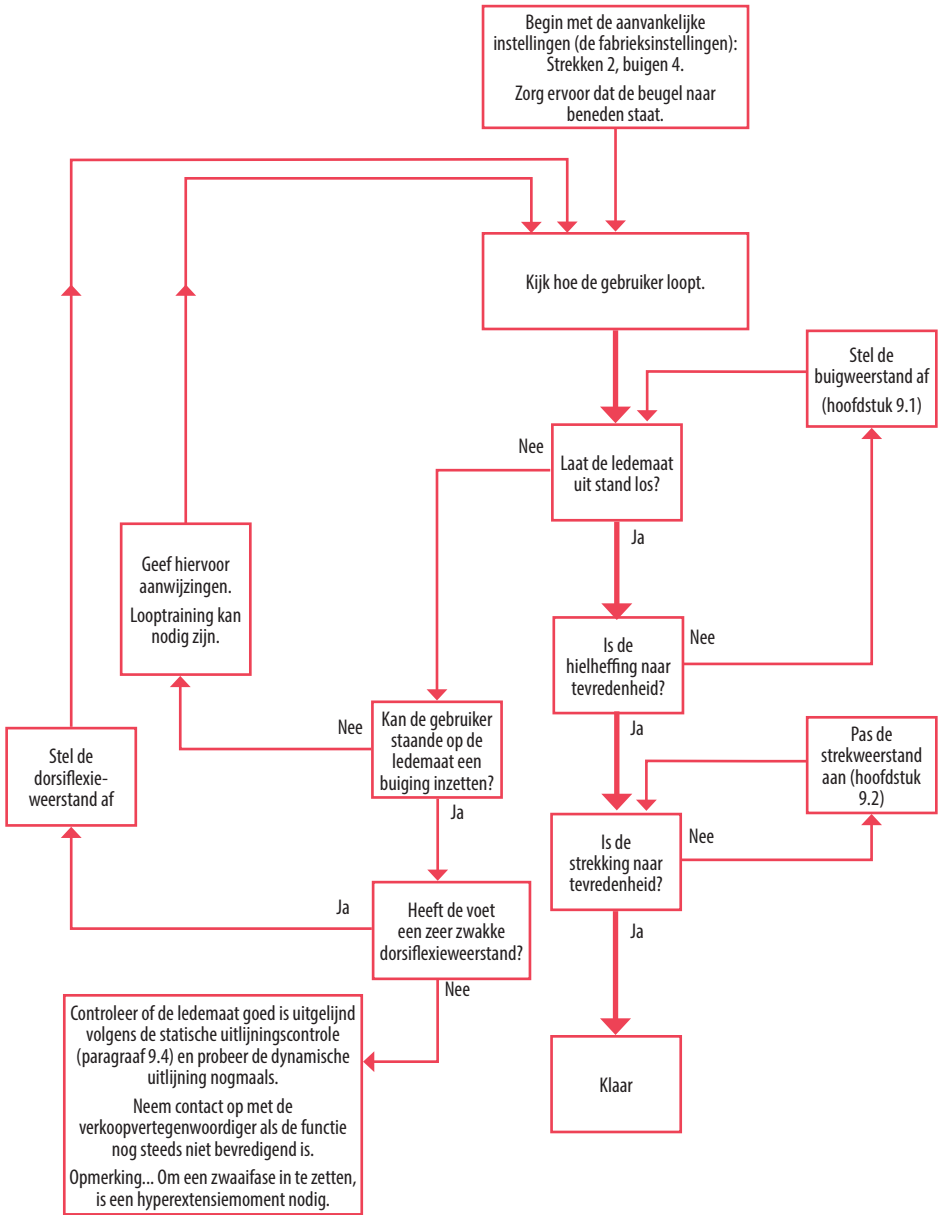 Begin met de aanvankelijke
instellingen (de fabrieksinstellingen):
Strekken 2, buigen 4.
Zorg ervoor dat de beugel naar
beneden staat.
Kijk hoe de gebruiker loopt.
Stel de
buigweerstand af
(hoofdstuk 9.1)
Nee
Laat de ledemaat
uit stand los?
Ja
Geef hiervoor
aanwijzingen.
Looptraining kan
nodig zijn.
Is de
hielheffing naar
tevredenheid?
Nee
Ja
Nee
Kan de gebruiker
staande op de
ledemaat een
buiging inzetten?
Ja
Stel de
dorsiflexie-
weerstand af
Pas de
strekweerstand
aan (hoofdstuk
9.2)
Is de
strekking naar
tevredenheid?
Nee
Ja
Ja
Heeft de voet
een zeer zwakke
dorsiflexieweerstand?
Nee
Controleer of de ledemaat goed is uitgelijnd
volgens de statische uitlijningscontrole
(paragraaf 9.4) en probeer de dynamische
uitlijning nogmaals.
Neem contact op met de
verkoopvertegenwoordiger als de functie
nog steeds niet bevredigend is.
Opmerking... Om een zwaaifase in te zetten,
is een hyperextensiemoment nodig.
Klaar